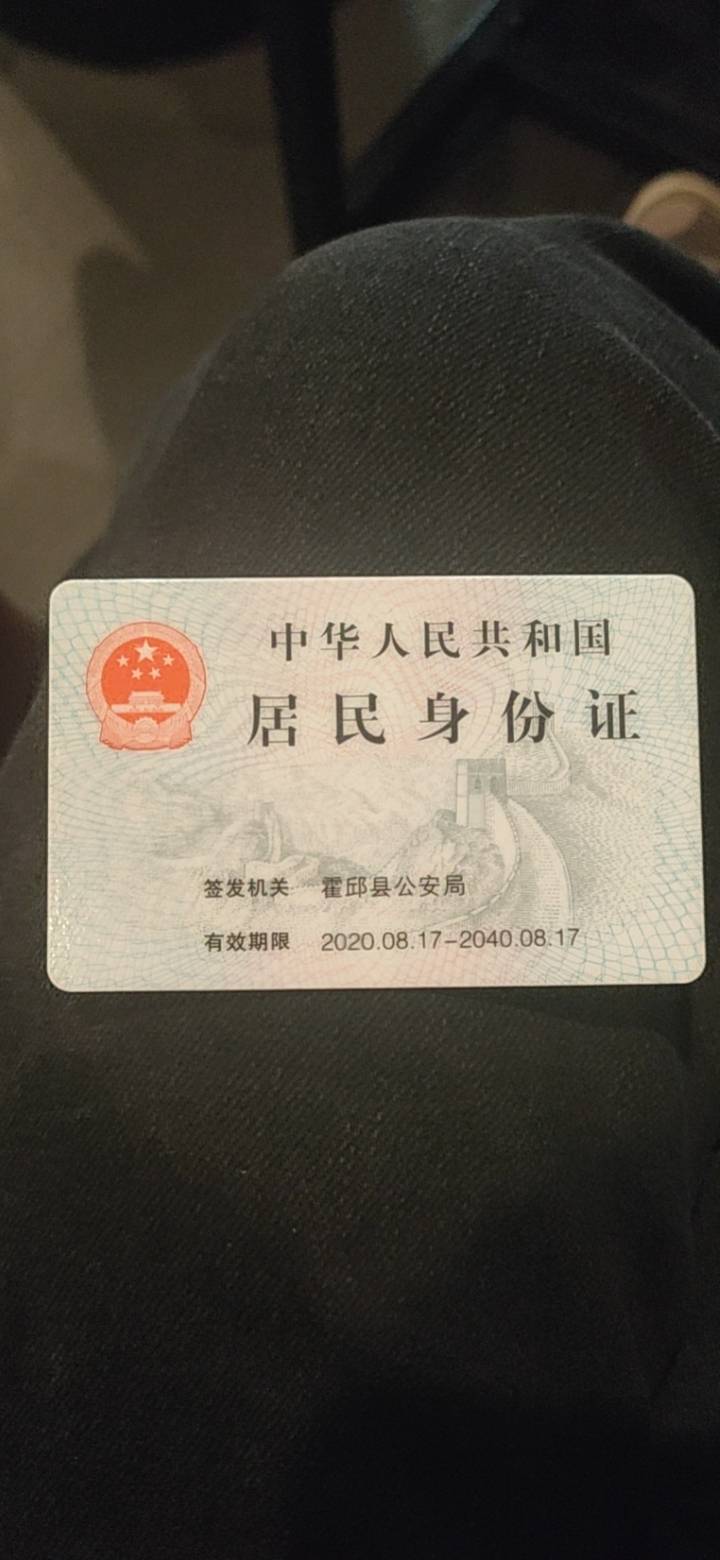 中华人民共和国
居民身份证
签发机关 霍邱县公安局
有效期限 2020.08.17-2040.08.17